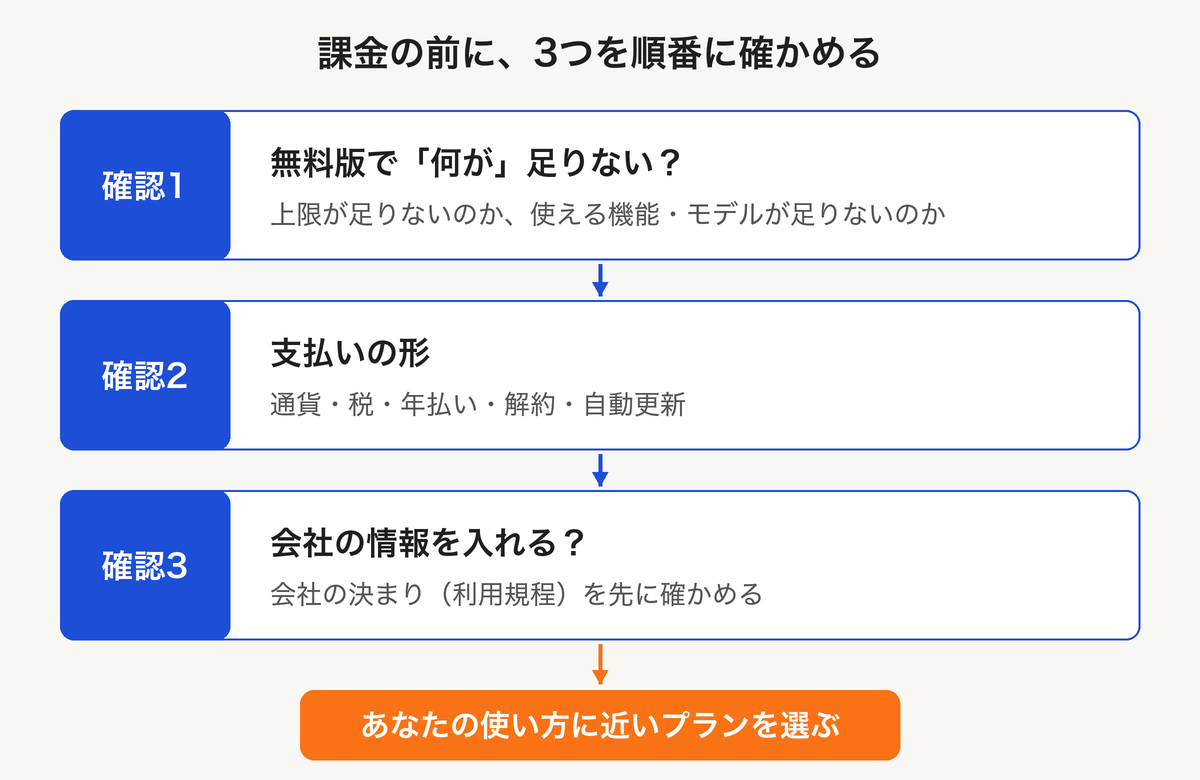 課金の前に、3つを順番に確かめる
確認1
無料版で「何が」足りない？
上限が足りないのか、使える機能・モデルが足りないのか
確認2
支払いの形
通貨・税・年払い・解約・自動更新
確認3
会社の情報を入れる？
会社の決まり（利用規程）を先に確かめる
あなたの使い方に近いプランを選ぶ